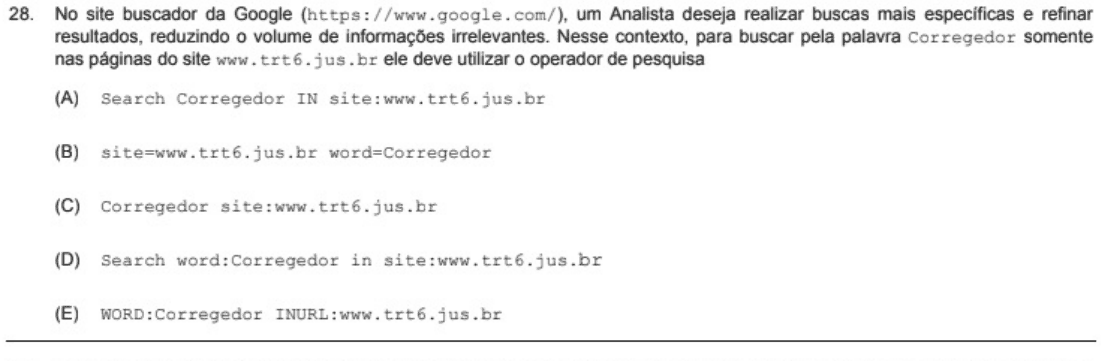 28. No site buscador da Google (https://www.google.com/), um Analista deseja realizar buscas mais específicas e refinar
resultados, reduzindo o volume de informações irrelevantes. Nesse contexto, para buscar pela palavra Corregedor somente
nas páginas do site www.trt6.jus.br ele deve utilizar o operador de pesquisa
(A) Search Corregedor IN site:www.trt6.jus.br
(B) site=www.trt6.jus.br word=Corregedor
(C) Corregedor site:www.trt6.jus.br
(D) Search word:Corregedor in site:www.trt6.jus.br
(E) WORD:Corregedor INURL:www.trt6.jus.br